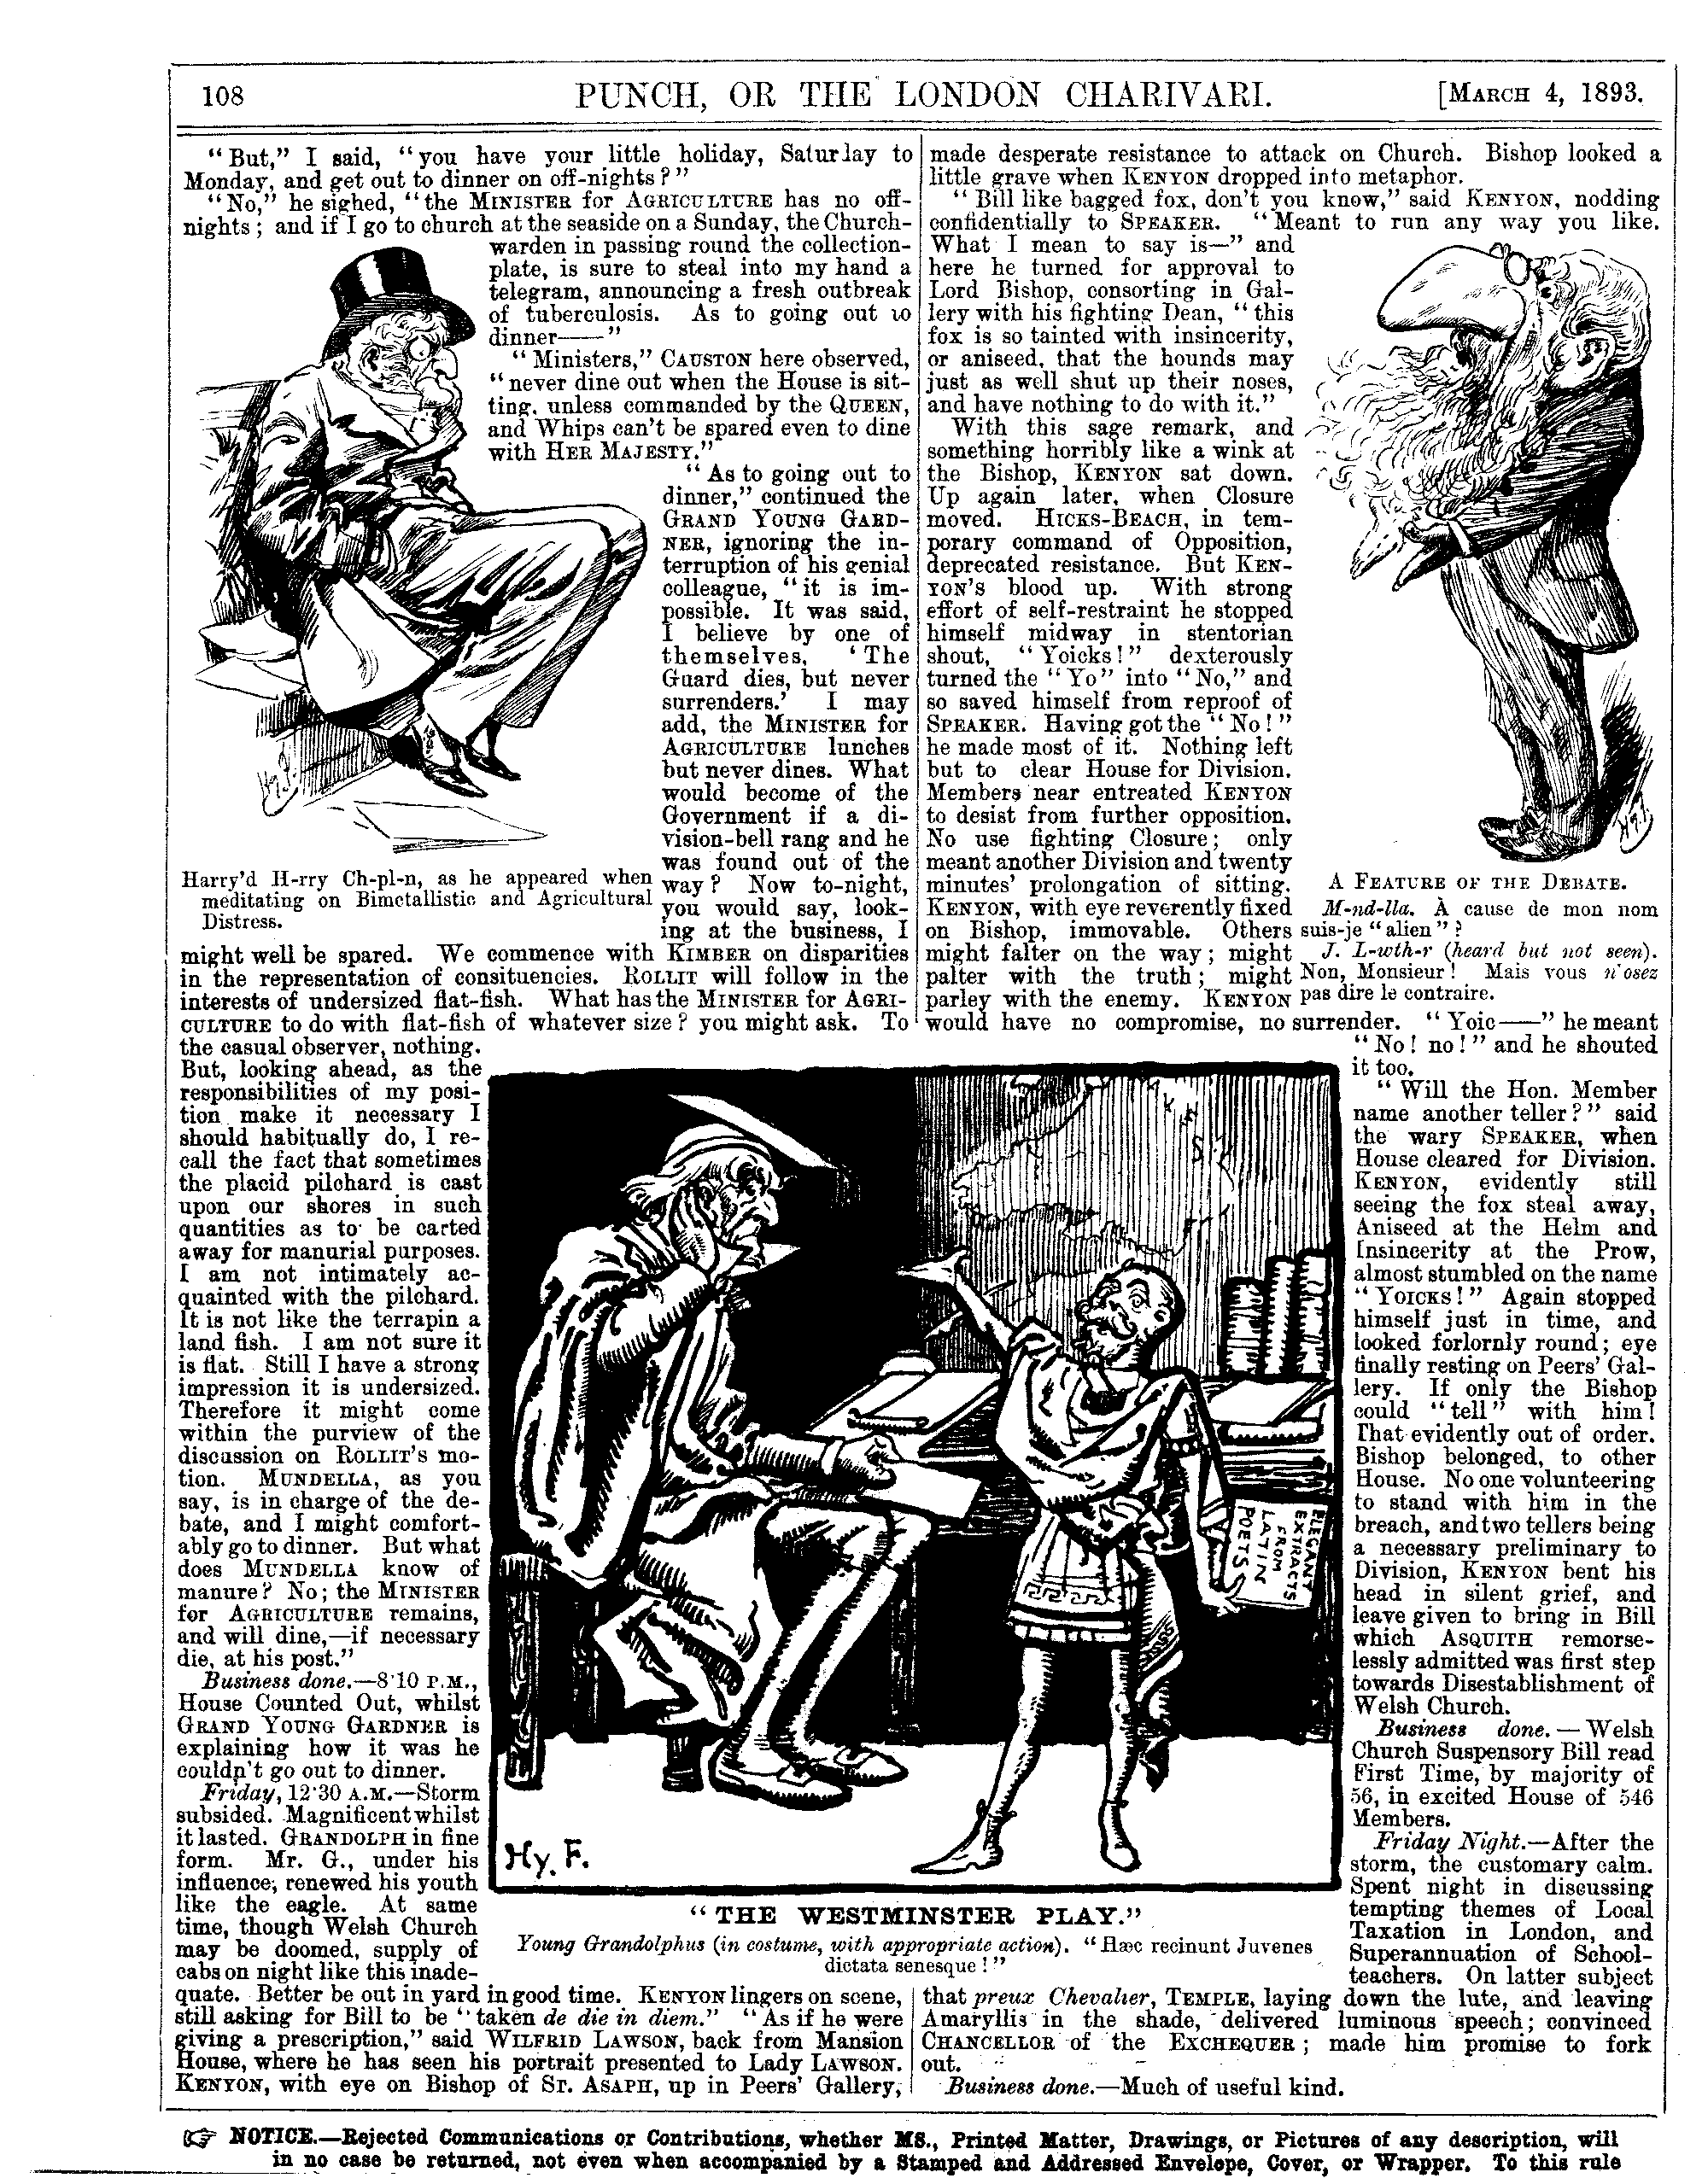 108
PUNCH, OR THE LONDON CHARIVARI.
[MARCH 4, 1893.
"But," I said, "you have your little holiday, Saturday to
Monday, and get out to dinner on off-nights?"
"No," he sighed, "the MINISTER for AGRICULTURE has no off-
nights; and if I go to church at the seaside on a Sunday, the Church-
warden in passing round the collection-
plate, is sure to steal into my hand a
telegram, announcing a fresh outbreak
of tuberculosis. As to going out to
dinner——"
"Ministers," CAUSTON here observed,
"never dine out when the House is sit-
ting, unless commanded by the QUEEN,
and Whips can't be spared even to dine
with HER MAJESTY."
"As to going out to
dinner," continued the
GRAND YOUNG GARD-
NER, ignoring the in-
terruption of his genial
colleague, "it is im-
possible. It was said,
I believe by one of
themselves, 'The
Guard dies, but never
surrenders.' I may
add, the MINISTER for
AGRICULTURE lunches
but never dines. What
would become of the
Government if a di-
vision-bell rang and he
was found out of the
way? Now to-night,
you would say, look-
ing at the business, I
Harry'd H-rry Ch-pl-n, as he appeared when
meditating on Bimetallistic and Agricultural
Distress.
might well be spared. We commence with KIMBER on disparities
in the representation of consituencies. ROLLIT will follow in the
interests of undersized flat-fish. What has the MINISTER for AGRI-
CULTURE to do with flat-fish of whatever size? you might ask. To
the casual observer, nothing.
But, looking ahead, as the
responsibilities of my posi-
tion make it necessary I
should habitually do, I re-
call the fact that sometimes
the placid pilchard is cast
upon our shores in such
quantities as to be carted
away for manurial purposes.
I am not intimately ac-
quainted with the pilchard.
It is not like the terrapin a
land fish. I am not sure it
is flat. Still I have a strong
impression it is undersized.
Therefore it might come
within the purview of the
discussion on ROLLIT'S mo-
tion. MUNDELLA, as you
say, is in charge of the de-
bate, and I might comfort-
ably go to dinner. But what
does MUNDELLA know of
manure? No; the MINISTER
for AGRICULTURE remains,
and will dine,—if necessary
die, at his post."
Business done.—8·10 P.M.,
House Counted Out, whilst
GRAND YOUNG GARDNER is
explaining how it was he
couldn't go out to dinner.
Friday, 12·30 A.M.—Storm
subsided. Magnificent whilst
it lasted. GRANDOLPH in fine
form. Mr. G., under his
influence, renewed his youth
like the eagle. At same
time, though Welsh Church
may be doomed, supply of
cabs on night like this inade-
quate. Better be out in yard in good time. KENYON lingers on scene,
still asking for Bill to be "taken de die in diem." "As if he were
giving a prescription," said WILFRID LAWSON, back from Mansion
House, where he has seen his portrait presented to Lady LAWSON.
KENYON, with eye on Bishop of ST. ASAPH, up in Peers' Gallery,
made desperate resistance to attack on Church. Bishop looked a
little grave when KENYON dropped into metaphor.
"Bill like bagged fox, don't you know," said KENYON, nodding
confidentially to SPEAKER. "Meant to run any way you like.
What I mean to say is—" and
here he turned for approval to
Lord Bishop, consorting in Gal-
lery with his fighting Dean, "this
fox is so tainted with insincerity,
or aniseed, that the hounds may
just as well shut up their noses,
and have nothing to do with it."
With this sage remark, and
something horribly like a wink at
the Bishop, KENYON sat down.
Up again later, when Closure
moved. HICKS-BEACH, in tem-
porary command of Opposition,
deprecated resistance. But KEN-
YON'S blood up. With strong
effort of self-restraint he stopped
himself midway in stentorian
shout, "Yoicks!" dexterously
turned the "Yo" into "No," and
so saved himself from reproof of
SPEAKER. Having got the "No!"
he made most of it. Nothing left
but to clear House for Division.
Members near entreated KENYON
to desist from further opposition.
No use fighting Closure; only
meant another Division and twenty
minutes' prolongation of sitting.
KENYON, with eye reverently fixed
on Bishop, immovable. Others
might falter on the way; might
palter with the truth; might
parley with the enemy. KENYON
would have no compromise, no surrender. "Yoic——" he meant
A FEATURE OF THE DEBATE.
M-nd-lla. À cause de mon nom
suis-je "alien"?
J. L-wth-r (heard but not seen).
Non, Monsieur! Mais vous n'osez
pas dire le contraire.
"No! no!" and he shouted
it too.
"Will the Hon. Member
name another teller?" said
the wary SPEAKER, when
House cleared for Division.
KENYON, evidently still
seeing the fox steal away,
Aniseed at the Helm and
Insincerity at the Prow,
almost stumbled on the name
"YOICKS!" Again stopped
himself just in time, and
looked forlornly round; eye
finally resting on Peers' Gal-
lery. If only the Bishop
could "tell" with him!
That evidently out of order.
Bishop belonged, to other
House. No one volunteering
to stand with him in the
breach, and two tellers being
a necessary preliminary to
Division, KENYON bent his
head in silent grief, and
leave given to bring in Bill
which ASQUITH remorse-
lessly admitted was first step
towards Disestablishment of
Welsh Church.
Business done.—Welsh
Church Suspensory Bill read
First Time, by majority of
56, in excited House of 546
Members.
Friday Night.—After the
storm, the customary calm.
Spent night in discussing
tempting themes of Local
Taxation in London, and
Superannuation of School-
teachers. On latter subject
that preux Chevalier, TEMPLE, laying down the lute, and leaving
Amaryllis in the shade, delivered luminous speech; convinced
CHANCELLOR of the EXCHEQUER; made him promise to fork
out.
Business done.—Much of useful kind.
ELEGANT
EXTRACTS
FROM
LATIN
POETS
Hy. F.
"THE WESTMINSTER PLAY."
Young Grandolphus (in costume, with appropriate action). "Hæc recinunt Juvenes
dictata senesque!"
NOTICE.—Rejected Communications or Contributions, whether MS., Printed Matter, Drawings, or Pictures of any description, will
in no case be returned, not even when accompanied by a Stamped and Addressed Envelope, Cover, or Wrapper. To this rule